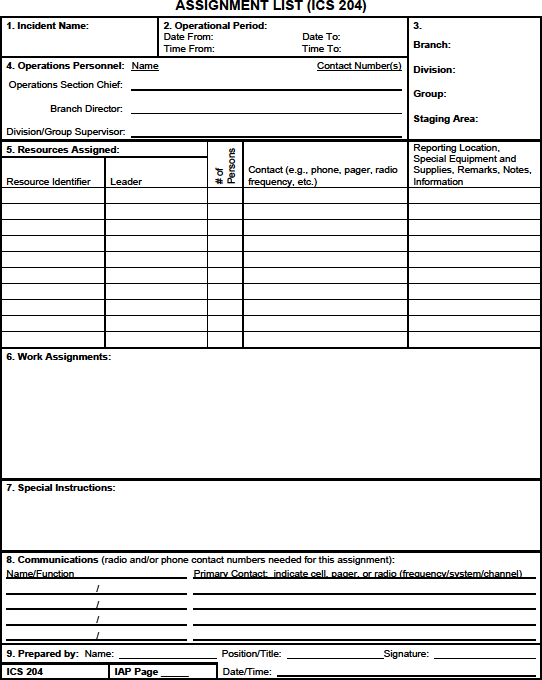 ASSIGNMENT LIST (ICS 204)
1. Incident Name:
2. Operational Period:
Date From: Date To:
Time From: Time To:
3.
Branch:
Division:
Group:
Staging Area:
4. Operations Personnel: Name Contact Number(s)
Operations Section Chief:
Branch Director:
Division/Group Supervisor:
5. Resources Assigned:
Resource Identifier
Leader
# of
Persons
Contact (e.g., phone, pager, radio
frequency, etc.)
Reporting Location,
Special Equipment and
Supplies, Remarks, Notes,
Information
6. Work Assignments:
7. Special Instructions:
8. Communications (radio and/or phone contact numbers needed for this assignment):
Name/Function Primary Contact: indicate cell, pager, or radio (frequency/system/channel)
/
/
/
/
9. Prepared by: Name: Position/Title: Signature:
ICS 204 IAP Page _____ Date/Time: